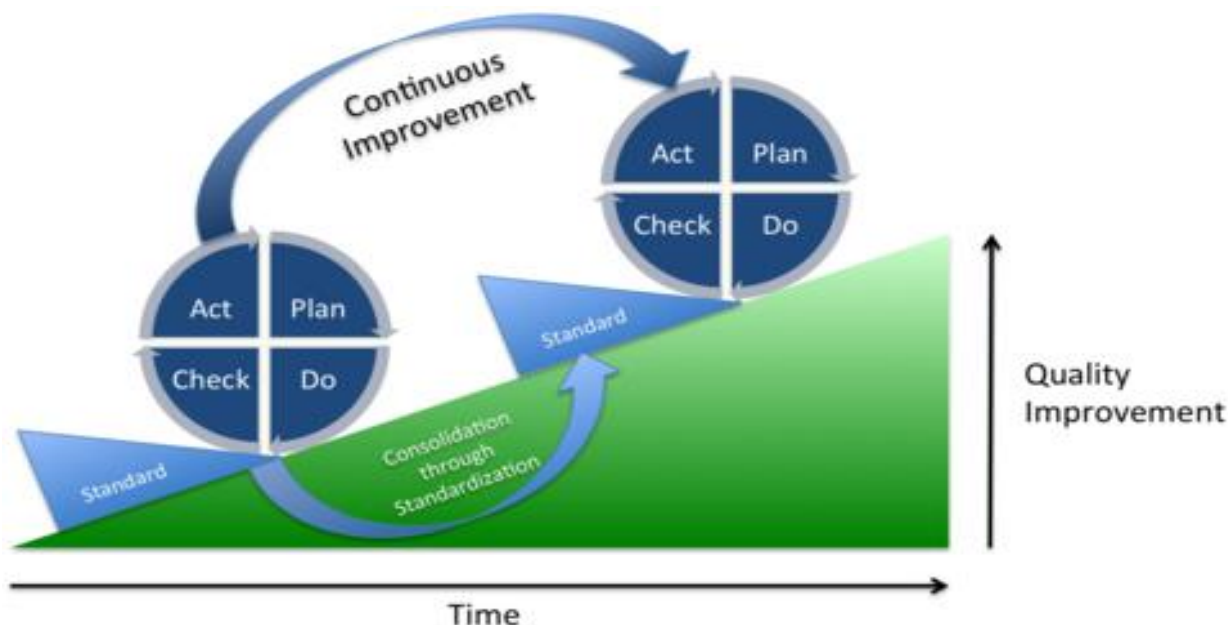 Continuous
Improvement
Act Plan
Check Do
Act Plan
Check Do
Standard
Standard
Consolidation
through
Standardization
Quality
Improvement
Time